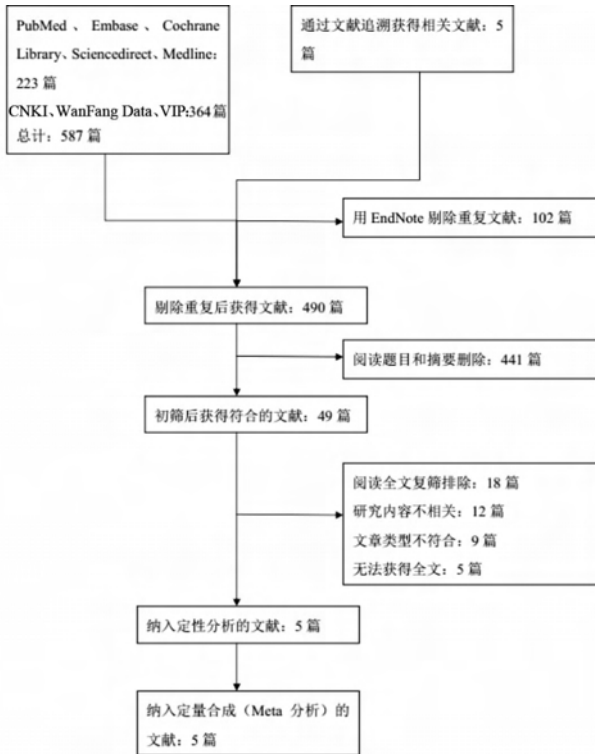 PubMed 、 Embase 、 Cochrane
Library、Sciencedirect、Medline:
223 篇
CNKI、WanFang Data、VIP:364 篇
总计：587 篇
通过文献追溯获得相关文献：5
篇
用 EndNote 剔除重复文献：102 篇
剔除重复后获得文献：490 篇
阅读题目和摘要删除：441 篇
初筛后获得符合的文献：49 篇
阅读全文复筛排除：18 篇
研究内容不相关：12 篇
文章类型不符合：9 篇
无法获得全文：5 篇
纳入定性分析的文献：5 篇
纳入定量合成（Meta 分析）的
文献：5 篇